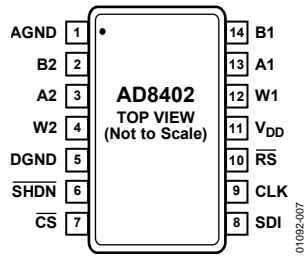 AGND 1
B2 2
A2 3
W2 4
DGND 5
SHDN 6
CS 7
AD8402
TOP VIEW
(Not to Scale)
14 B1
13 A1
12 W1
11 VDD
10 RS
9 CLK
8 SDI
01092-007